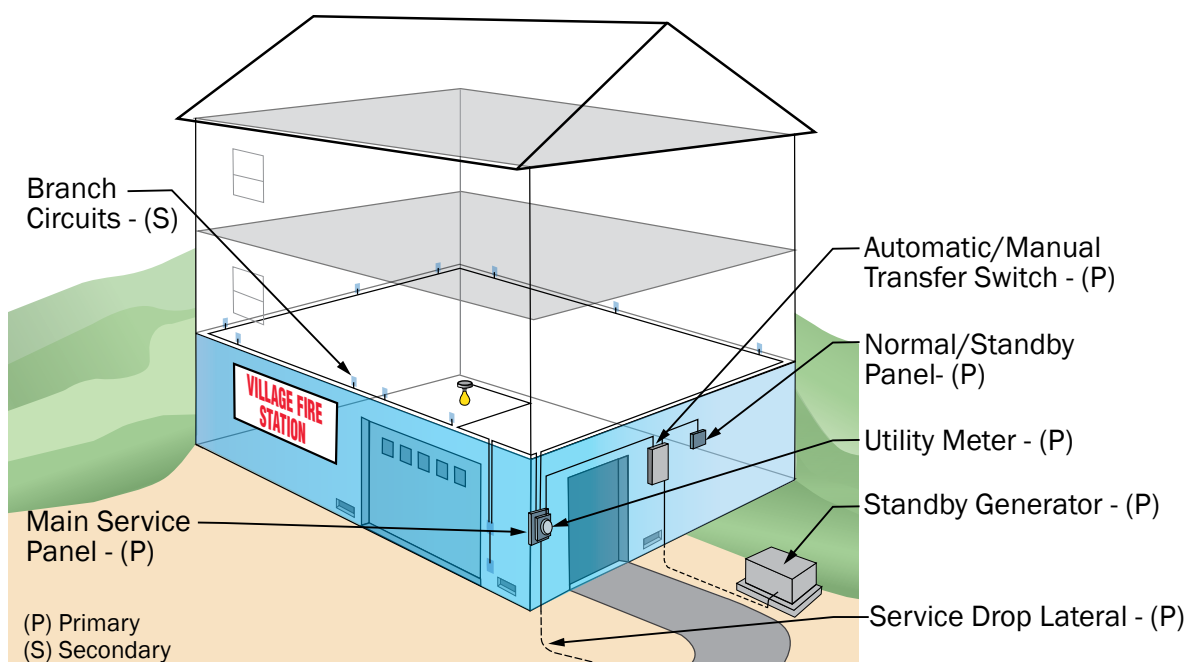 Branch
Circuits - (S)
VILLAGE FIRE
STATION
Main Service
Panel - (P)
(P) Primary
(S) Secondary
Automatic/Manual
Transfer Switch - (P)
Normal/Standby
Panel- (P)
Utility Meter - (P)
Standby Generator - (P)
Service Drop Lateral - (P)